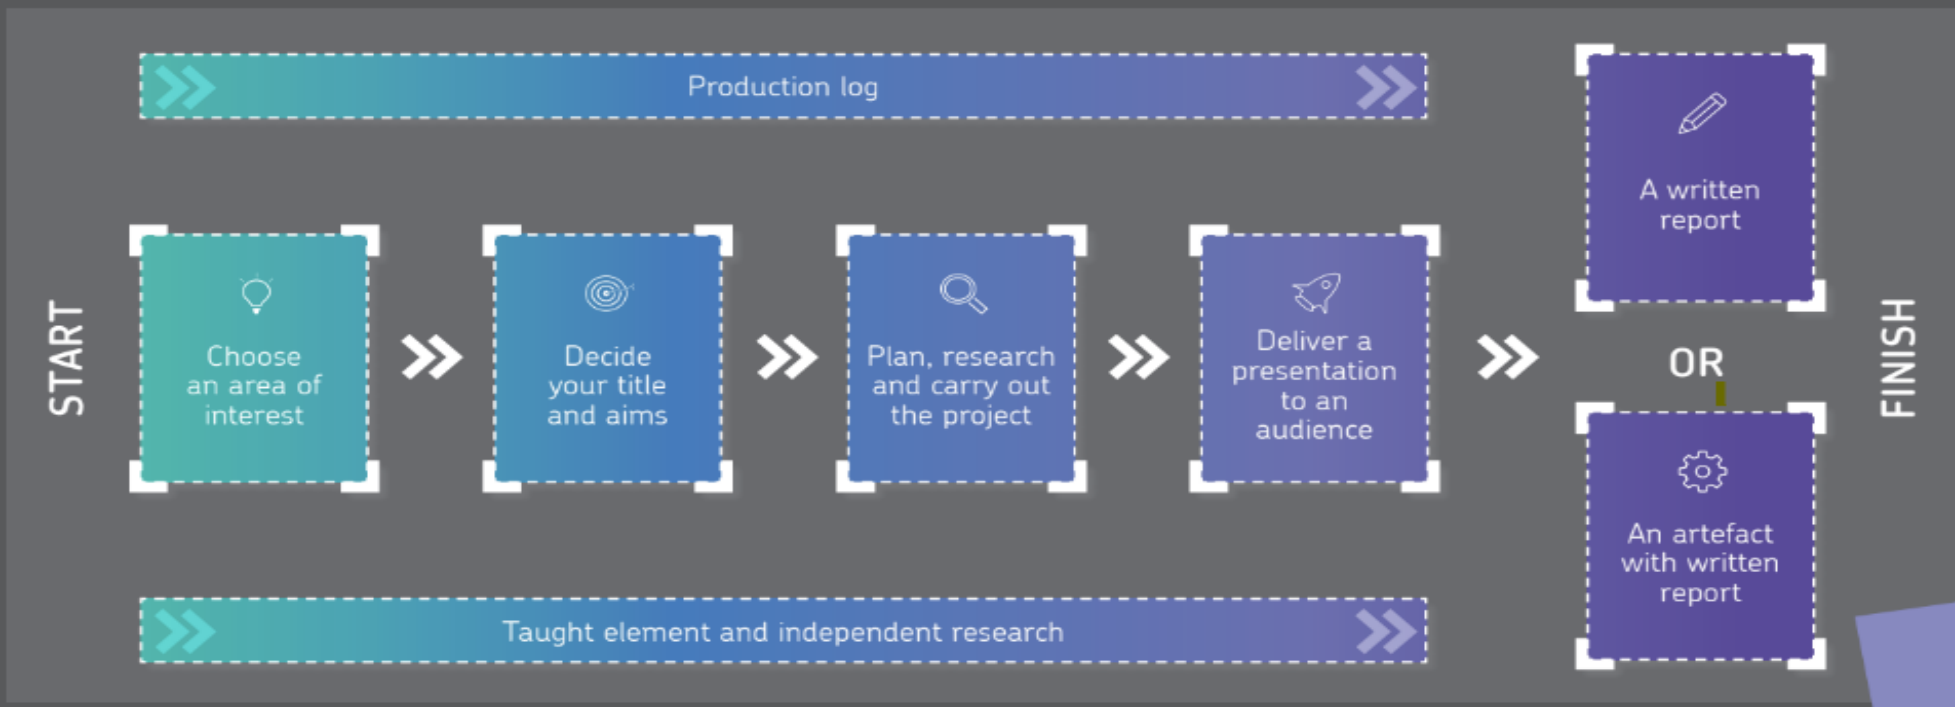 Production log
START
Choose
an area of
interest
Decide
your title
and aims
Plan, research
and carry out
the project
Deliver a
presentation
to an
audience
A written
report
OR
An artefact
with written
report
FINISH
Taught element and independent research